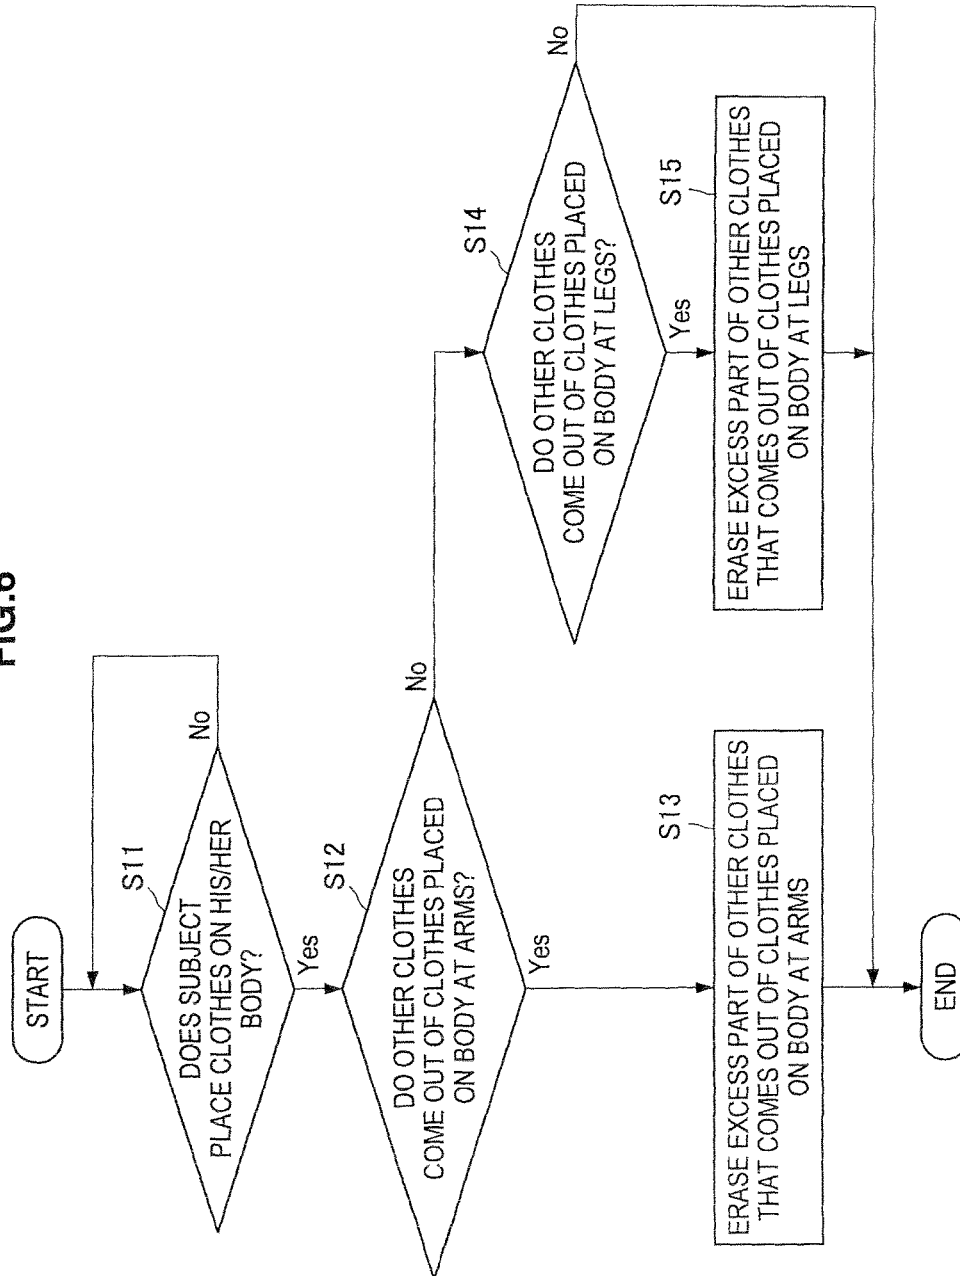 FIG.6
START
S11
DOES SUBJECT
PLACE CLOTHES ON HIS/HER
BODY?
No
Yes
S12
DO OTHER CLOTHES
COME OUT OF CLOTHES PLACED
ON BODY AT ARMS?
No
Yes
S13
ERASE EXCESS PART OF OTHER CLOTHES
THAT COMES OUT OF CLOTHES PLACED
ON BODY AT ARMS
S14
DO OTHER CLOTHES
COME OUT OF CLOTHES PLACED
ON BODY AT LEGS?
No
Yes
S15
ERASE EXCESS PART OF OTHER CLOTHES
THAT COMES OUT OF CLOTHES PLACED
ON BODY AT LEGS
END